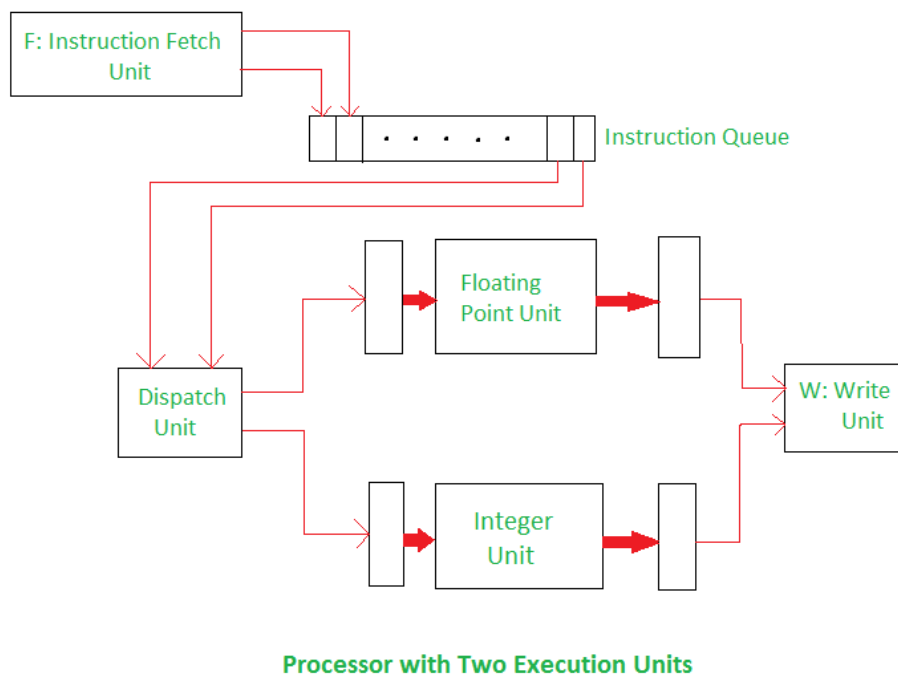 F: Instruction Fetch
Unit
Instruction Queue
Floating
Point Unit
Dispatch
Unit
W: Write
Unit
Integer
Unit
Processor with Two Execution Units